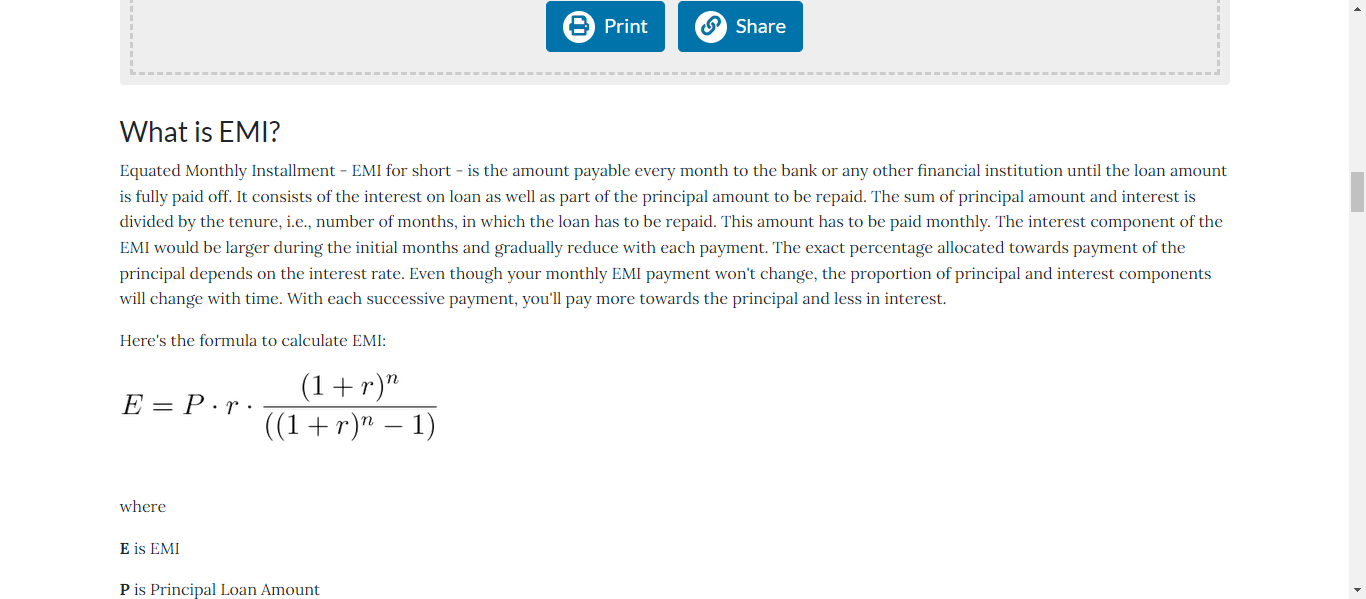 Print Share
What is EMI?
Equated Monthly Installment - EMI for short - is the amount payable every month to the bank or any other financial institution until the loan amount
is fully paid off. It consists of the interest on loan as well as part of the principal amount to be repaid. The sum of principal amount and interest is
divided by the tenure, i.e., number of months, in which the loan has to be repaid. This amount has to be paid monthly. The interest component of the
EMI would be larger during the initial months and gradually reduce with each payment. The exact percentage allocated towards payment of the
principal depends on the interest rate. Even though your monthly EMI payment won't change, the proportion of principal and interest components
will change with time. With each successive payment, you'll pay more towards the principal and less in interest.
Here's the formula to calculate EMI:
E = P · r · (1 + r)^n / ((1 + r)^n − 1)
where
E is EMI
P is Principal Loan Amount